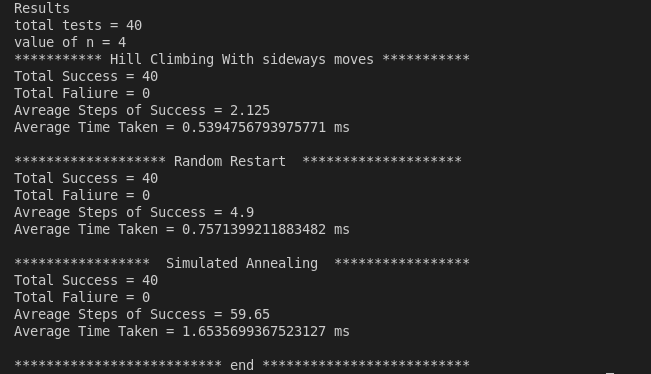 Results
total tests = 40
value of n = 4
*********** Hill Climbing With sideways moves ***********
Total Success = 40
Total Faliure = 0
Avreage Steps of Success = 2.125
Average Time Taken = 0.5394756793975771 ms
******************* Random Restart  ********************
Total Success = 40
Total Faliure = 0
Avreage Steps of Success = 4.9
Average Time Taken = 0.7571399211883482 ms
*****************  Simulated Annealing  *****************
Total Success = 40
Total Faliure = 0
Avreage Steps of Success = 59.65
Average Time Taken = 1.6535699367523127 ms
************************** end **************************